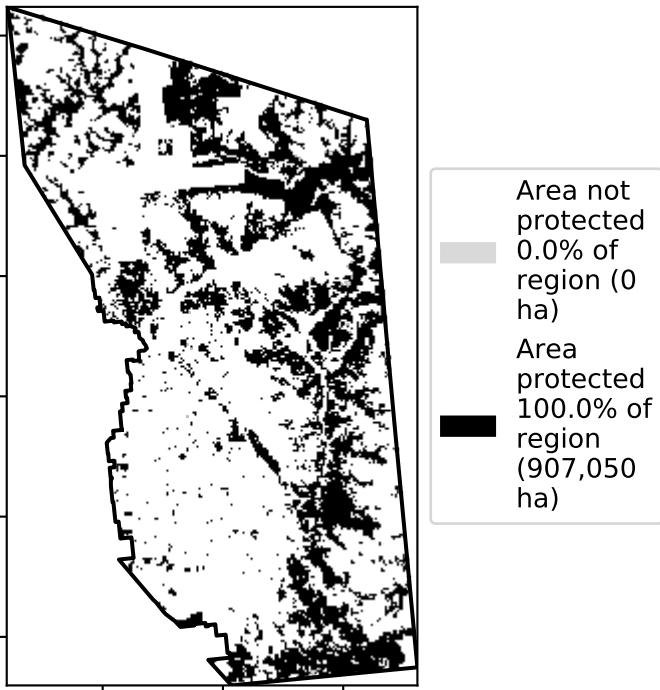 Area not
protected
0.0% of
region (0
ha)
Area
protected
100.0% of
region
(907,050
ha)